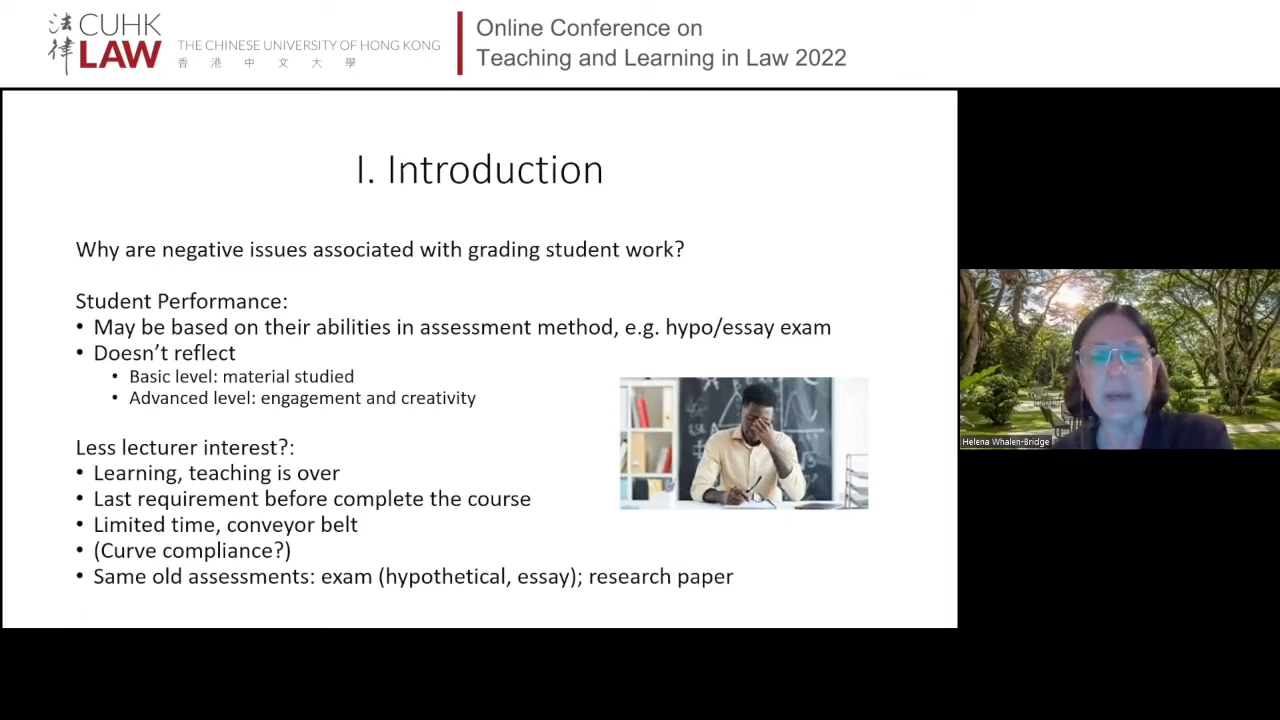 法律
CUHK
LAW
THE CHINESE UNIVERSITY OF HONG KONG
香港中文大學
Online Conference on
Teaching and Learning in Law 2022
I. Introduction
Why are negative issues associated with grading student work?
Student Performance:
• May be based on their abilities in assessment method, e.g. hypo/essay exam
• Doesn’t reflect
• Basic level: material studied
• Advanced level: engagement and creativity
Less lecturer interest?:
• Learning, teaching is over
• Last requirement before complete the course
• Limited time, conveyor belt
• (Curve compliance?)
• Same old assessments: exam (hypothetical, essay); research paper
Helena Whalen-Bridge